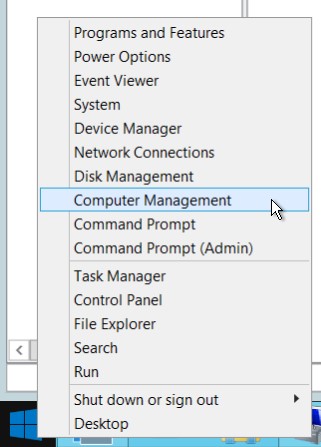 Programs and Features
Power Options
Event Viewer
System
Device Manager
Network Connections
Disk Management
Computer Management
Command Prompt
Command Prompt (Admin)
Task Manager
Control Panel
File Explorer
Search
Run
Shut down or sign out
Desktop